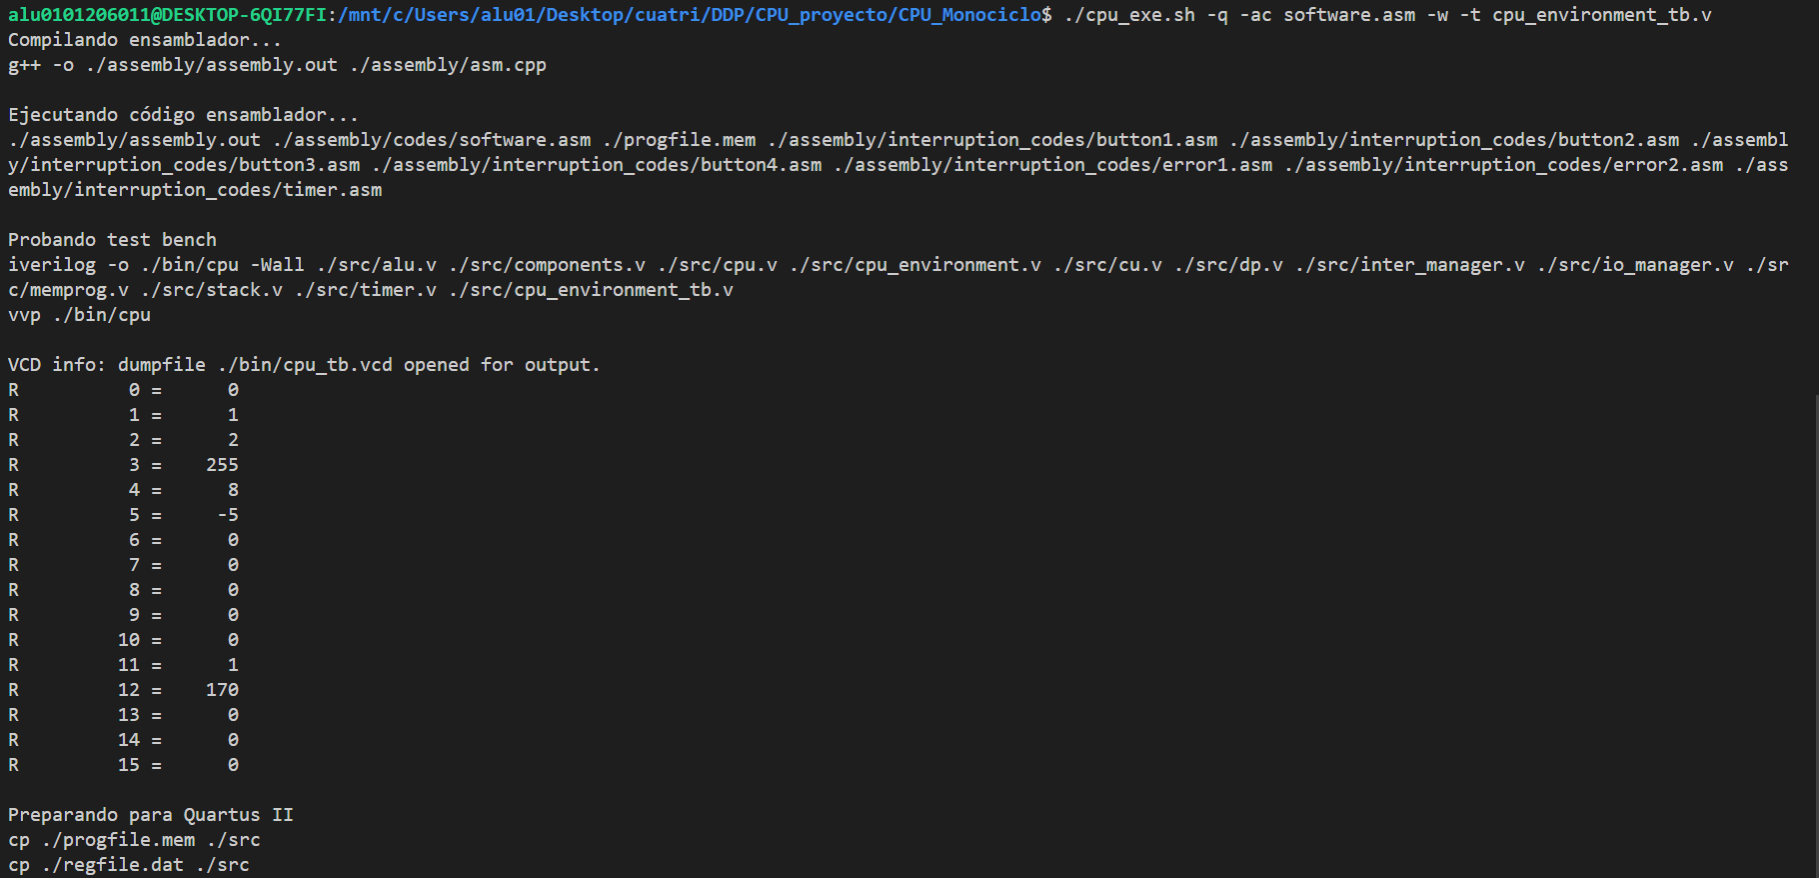 alu0101206011@DESKTOP-6QI77FI:/mnt/c/Users/alu01/Desktop/cuatri/DDP/CPU_proyecto/CPU_Monociclo$ ./cpu_exe.sh -q -ac software.asm -w -t cpu_environment_tb.v
Compilando ensamblador...
g++ -o ./assembly/assembly.out ./assembly/asm.cpp

Ejecutando código ensamblador...
./assembly/assembly.out ./assembly/codes/software.asm ./progfile.mem ./assembly/interruption_codes/button1.asm ./assembly/interruption_codes/button2.asm ./assembl
y/interruption_codes/button3.asm ./assembly/interruption_codes/button4.asm ./assembly/interruption_codes/error1.asm ./assembly/interruption_codes/error2.asm ./ass
embly/interruption_codes/timer.asm

Probando test bench
iverilog -o ./bin/cpu -Wall ./src/alu.v ./src/components.v ./src/cpu.v ./src/cpu_environment.v ./src/cu.v ./src/dp.v ./src/inter_manager.v ./src/io_manager.v ./sr
c/memprog.v ./src/stack.v ./src/timer.v ./src/cpu_environment_tb.v
vvp ./bin/cpu

VCD info: dumpfile ./bin/cpu_tb.vcd opened for output.
R          0 =      0
R          1 =      1
R          2 =      2
R          3 =    255
R          4 =      8
R          5 =     -5
R          6 =      0
R          7 =      0
R          8 =      0
R          9 =      0
R         10 =      0
R         11 =      1
R         12 =    170
R         13 =      0
R         14 =      0
R         15 =      0

Preparando para Quartus II
cp ./progfile.mem ./src
cp ./regfile.dat ./src